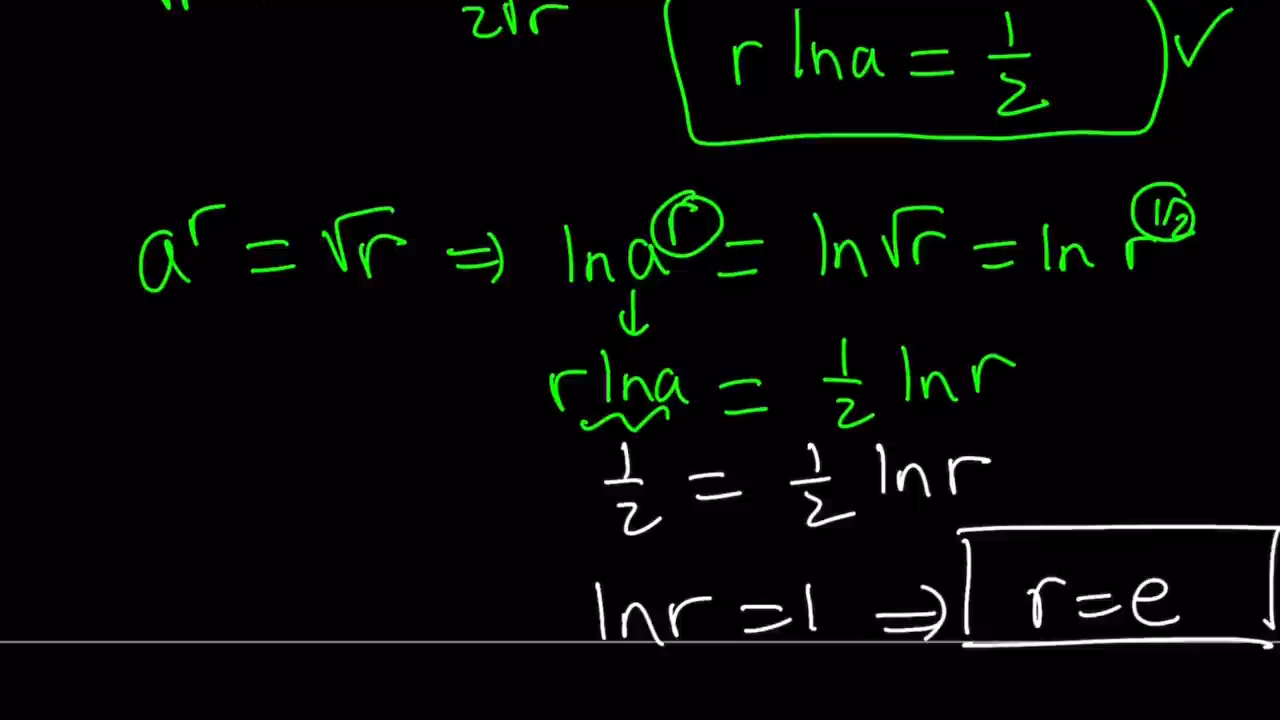 2√r
r ln a = 1/2 ✓
a^r = √r ⇒ ln a^r = ln √r = ln r^1/2
↓
r ln a = 1/2 ln r
1/2 = 1/2 ln r
ln r = 1 ⇒ r = e